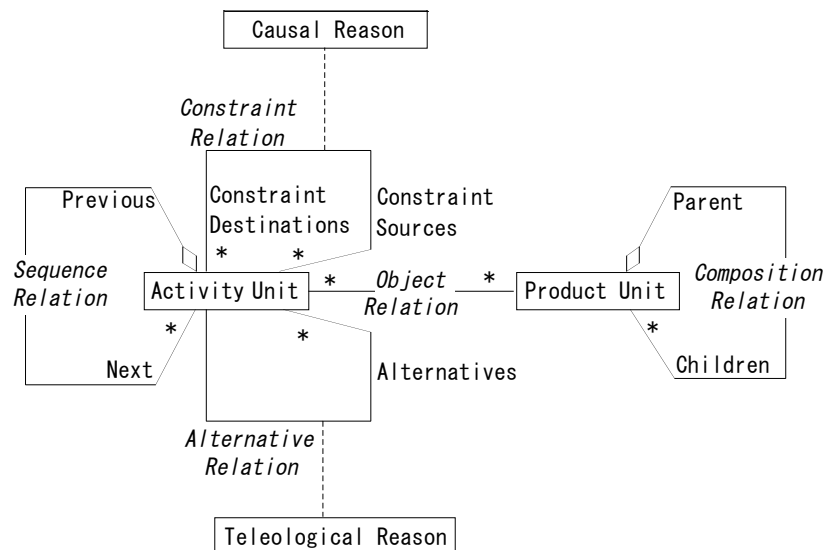 Causal Reason
Constraint
Relation
Previous
Constraint
Destinations
Constraint
Sources
Parent
* *
Sequence
Relation
Activity Unit
*
Object
Relation
*
Product Unit
Composition
Relation
* * *
Next
Alternatives
Children
Alternative
Relation
Teleological Reason